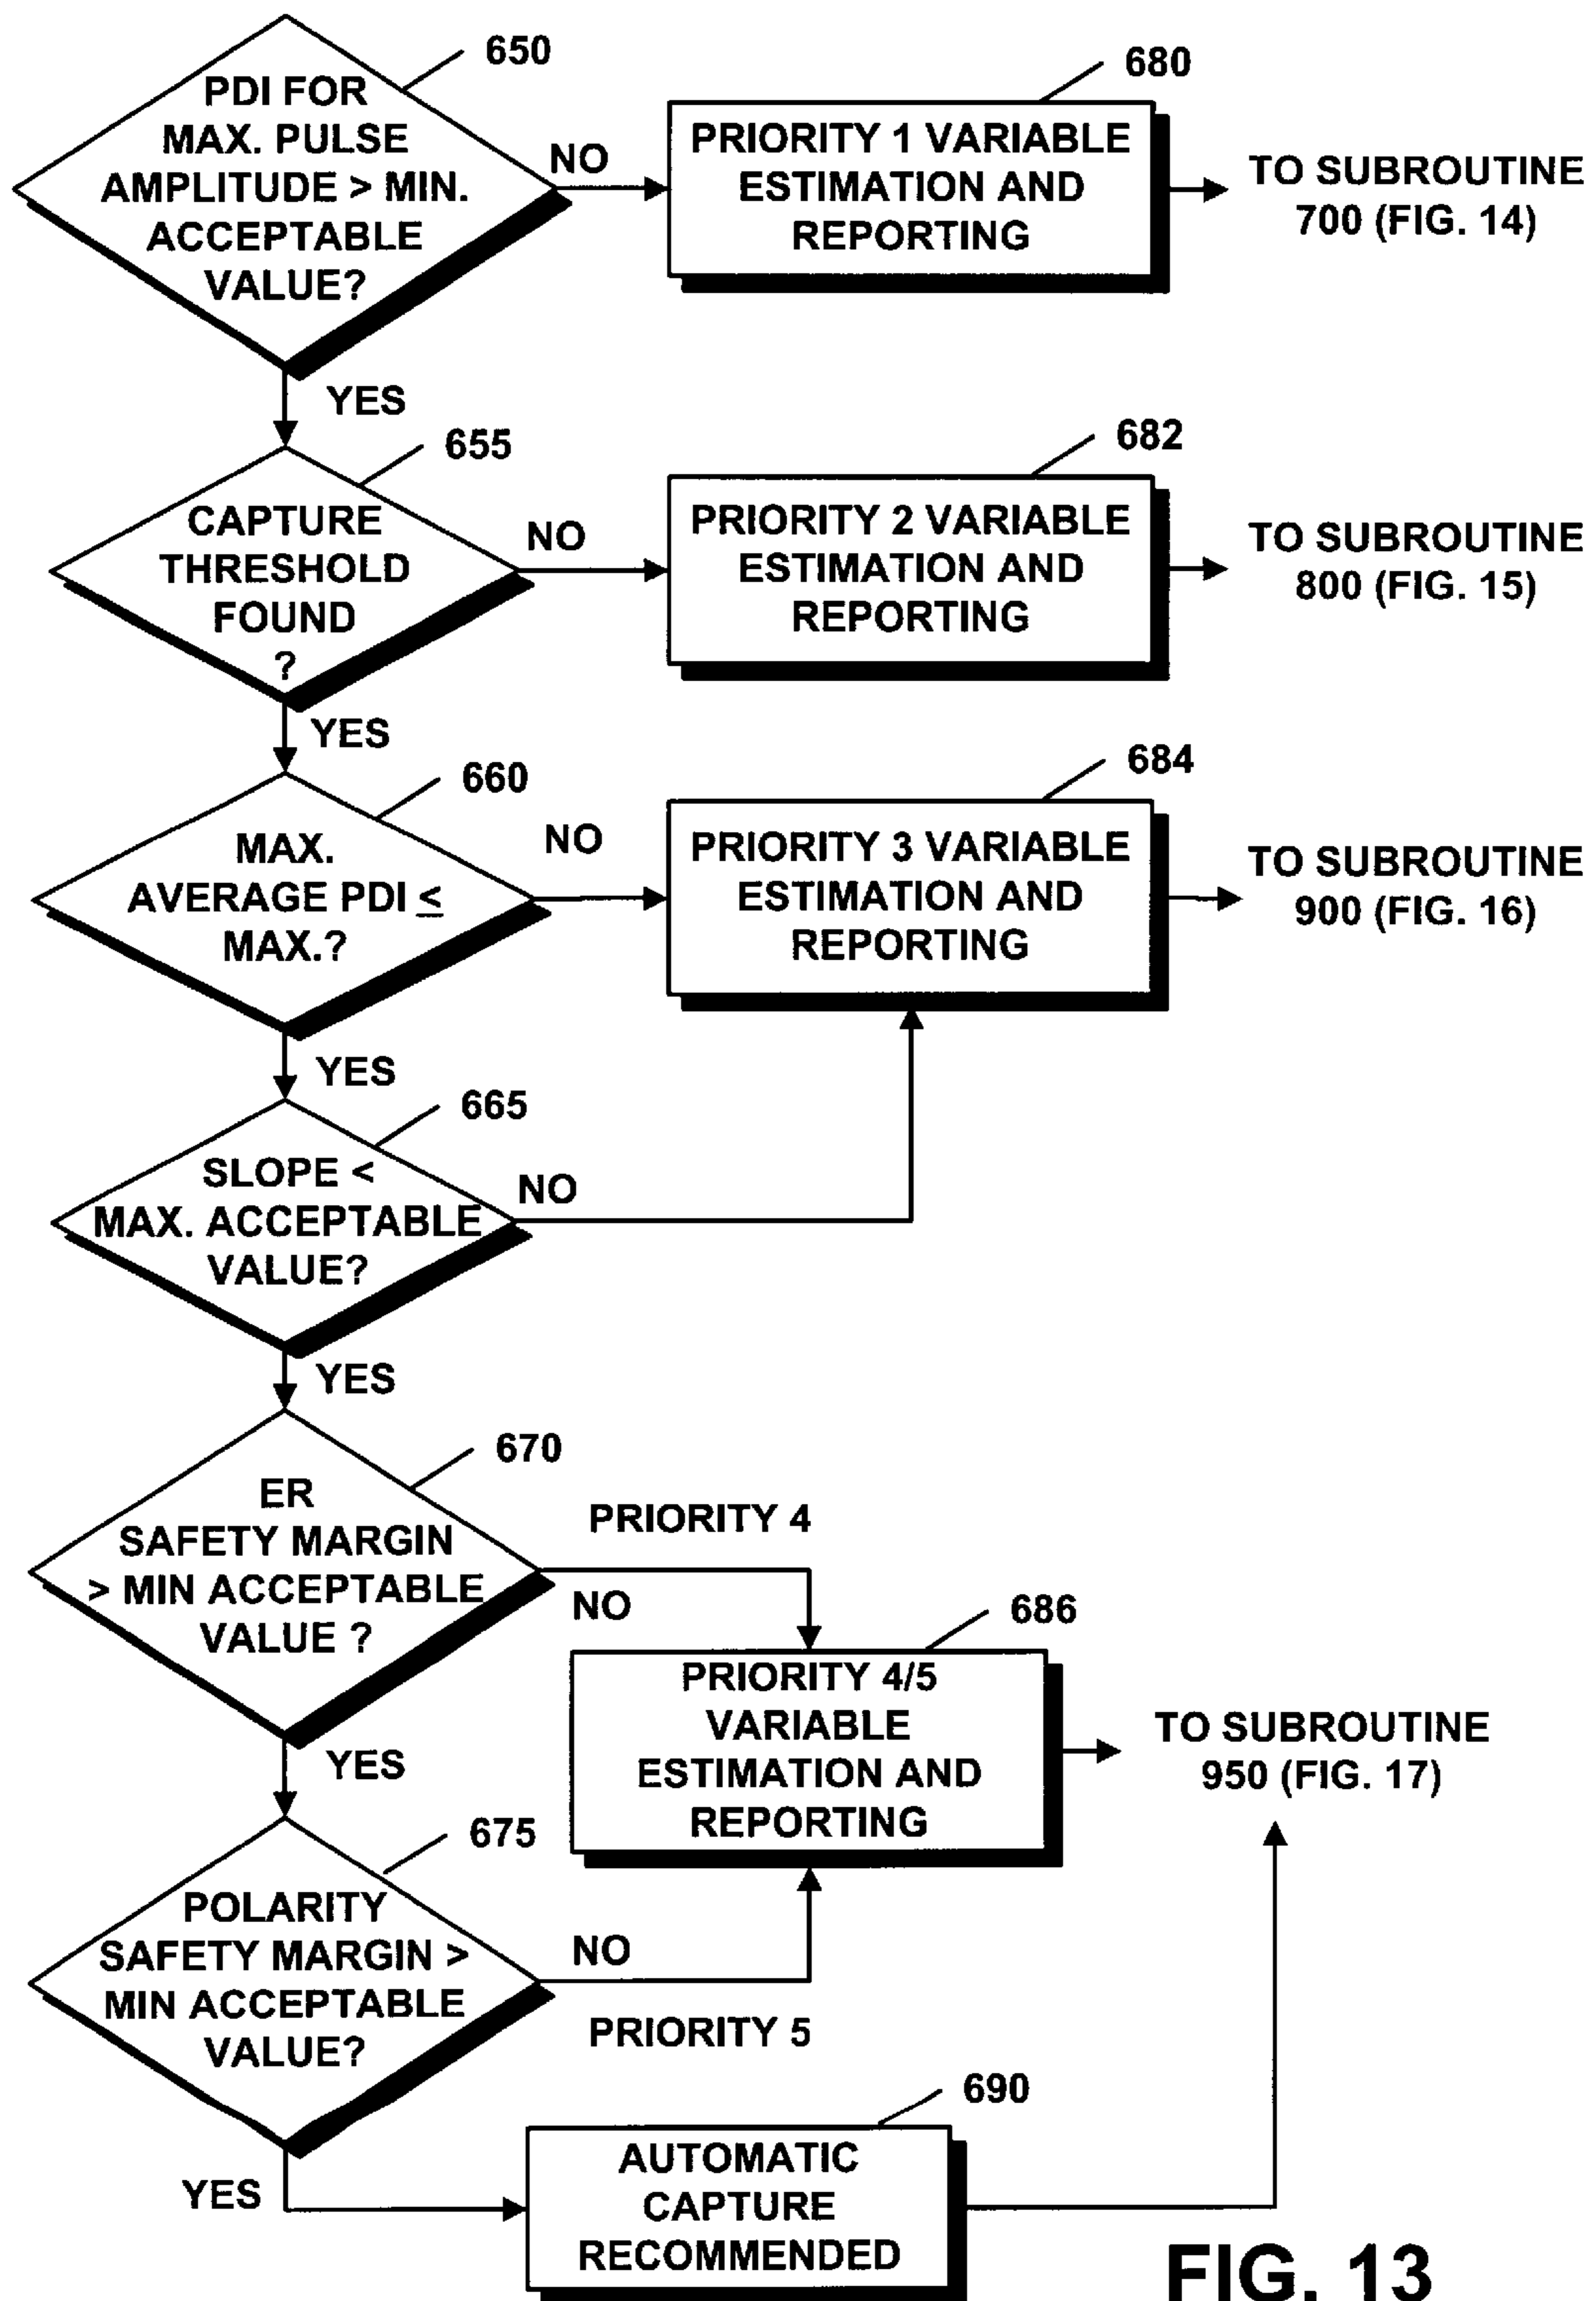 650
PDI FOR
MAX. PULSE
AMPLITUDE > MIN.
ACCEPTABLE
VALUE?
NO
680
PRIORITY 1 VARIABLE
ESTIMATION AND
REPORTING
TO SUBROUTINE
700 (FIG. 14)
YES
655
CAPTURE
THRESHOLD
FOUND
?
NO
682
PRIORITY 2 VARIABLE
ESTIMATION AND
REPORTING
TO SUBROUTINE
800 (FIG. 15)
YES
660
MAX.
AVERAGE PDI ≤
MAX.?
NO
684
PRIORITY 3 VARIABLE
ESTIMATION AND
REPORTING
TO SUBROUTINE
900 (FIG. 16)
YES
665
SLOPE <
MAX. ACCEPTABLE
VALUE?
NO
YES
670
ER
SAFETY MARGIN
> MIN ACCEPTABLE
VALUE ?
PRIORITY 4
NO
686
PRIORITY 4/5
VARIABLE
ESTIMATION AND
REPORTING
TO SUBROUTINE
950 (FIG. 17)
YES
675
POLARITY
SAFETY MARGIN >
MIN ACCEPTABLE
VALUE?
NO
PRIORITY 5
YES
690
AUTOMATIC
CAPTURE
RECOMMENDED
FIG. 13